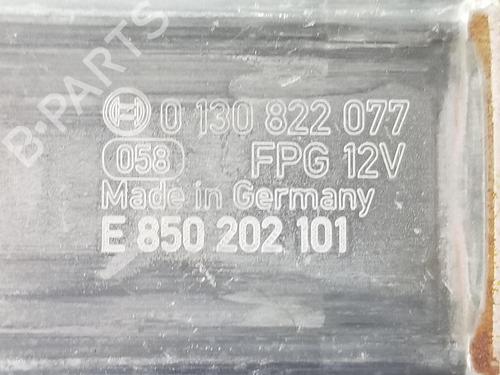 B-PARTS
0 130 822 077
058 FPG 12V
Made in Germany
E 850 202 101